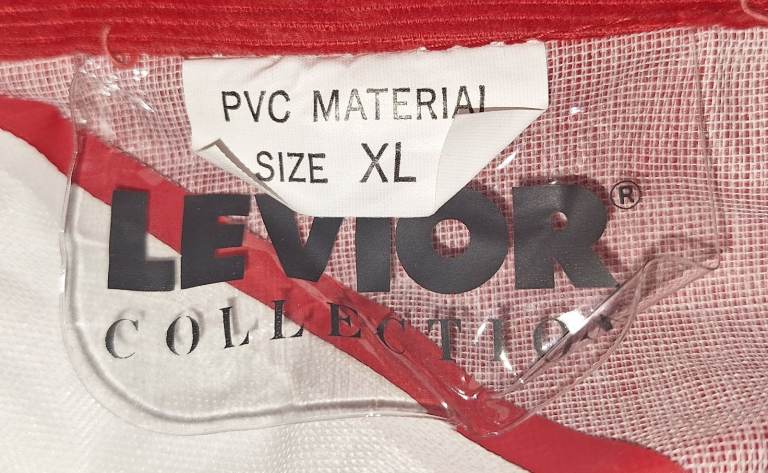 PVC MATERIAL
SIZE XL
LEVIOR®
COLLECTION